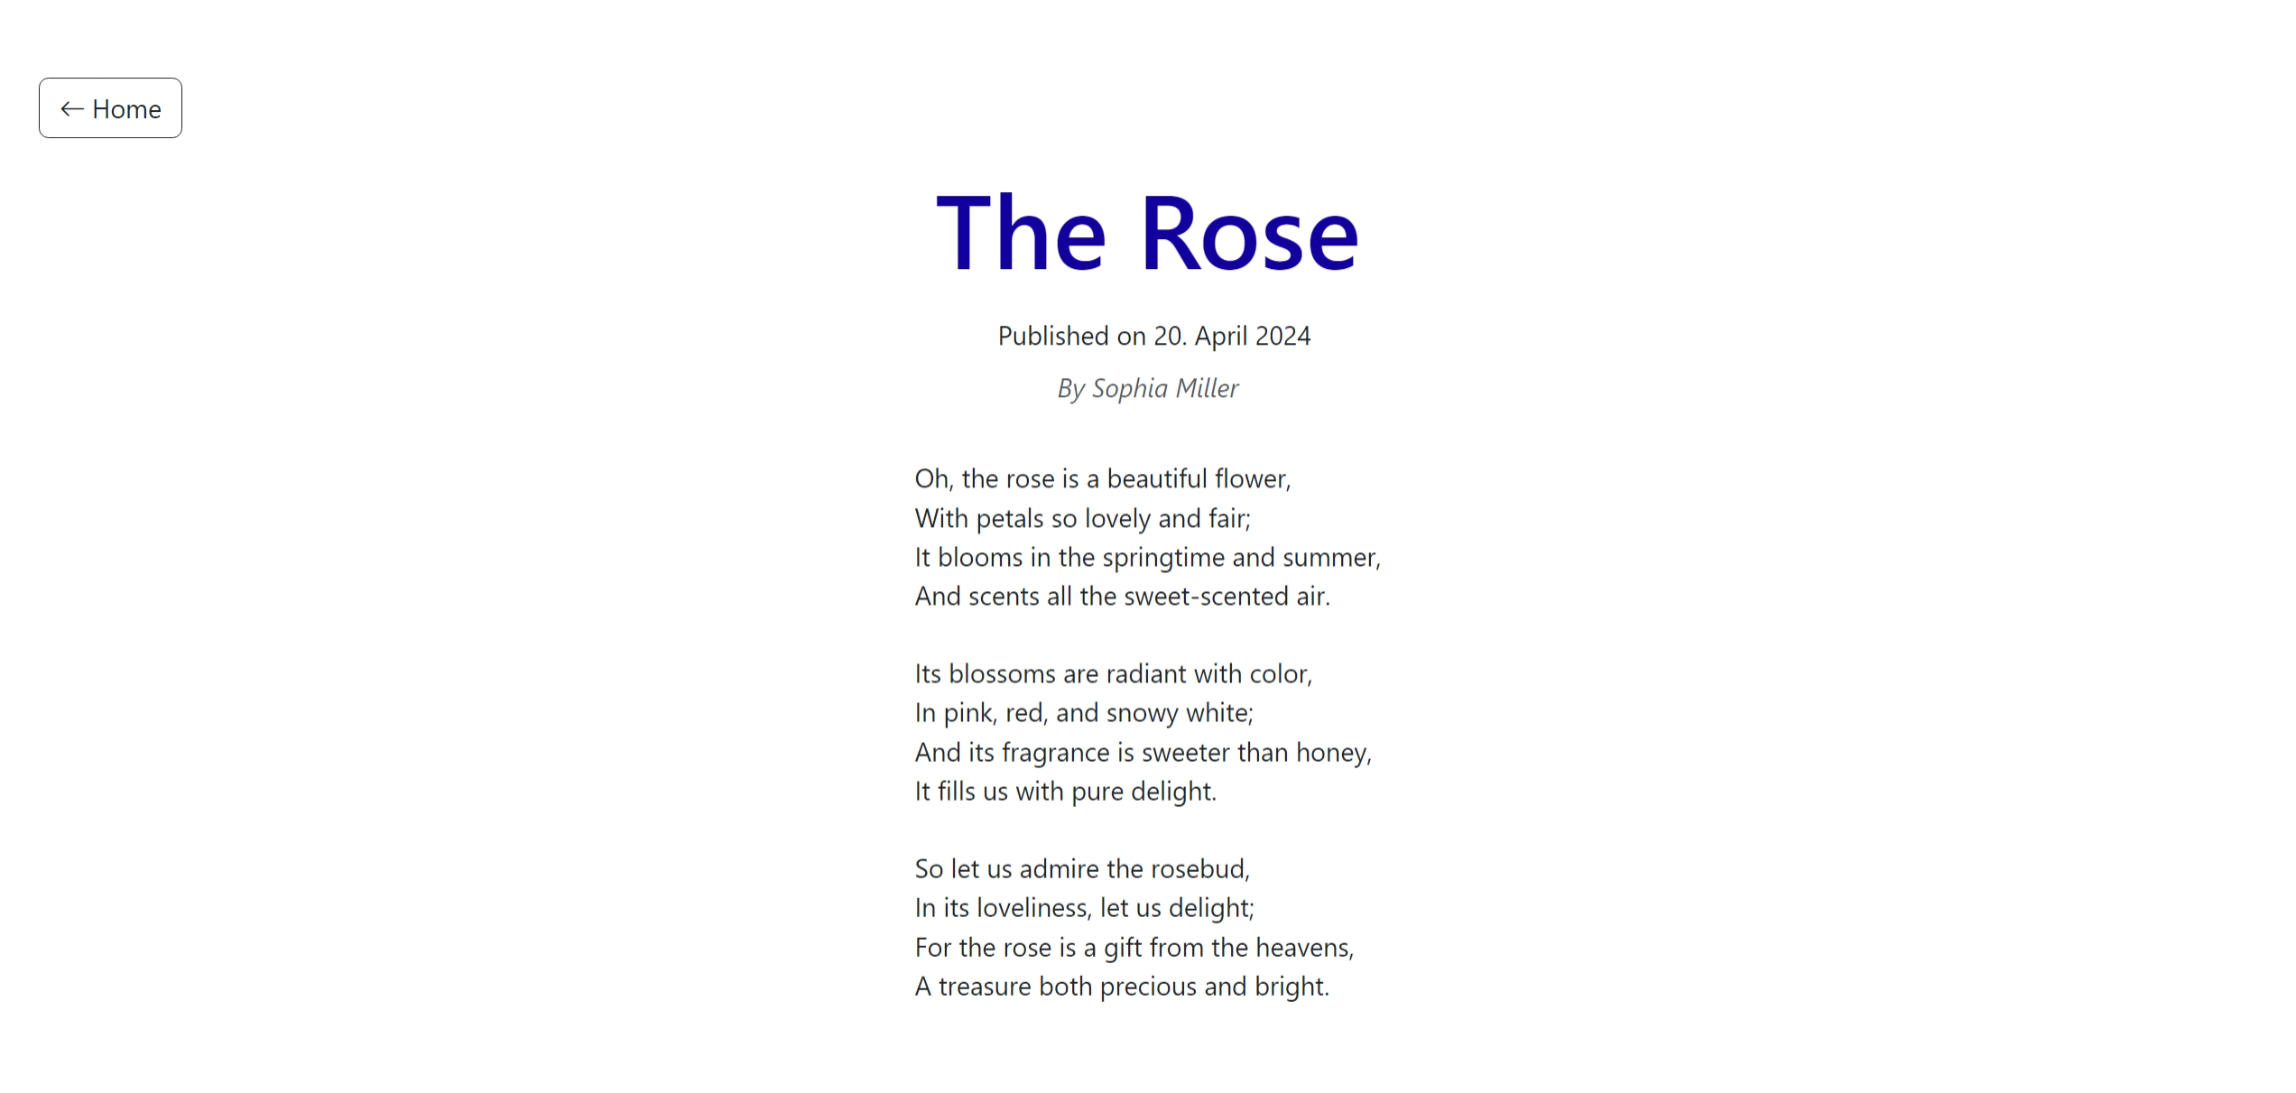 ← Home
The Rose
Published on 20. April 2024
By Sophia Miller
Oh, the rose is a beautiful flower,
With petals so lovely and fair;
It blooms in the springtime and summer,
And scents all the sweet-scented air.
Its blossoms are radiant with color,
In pink, red, and snowy white;
And its fragrance is sweeter than honey,
It fills us with pure delight.
So let us admire the rosebud,
In its loveliness, let us delight;
For the rose is a gift from the heavens,
A treasure both precious and bright.